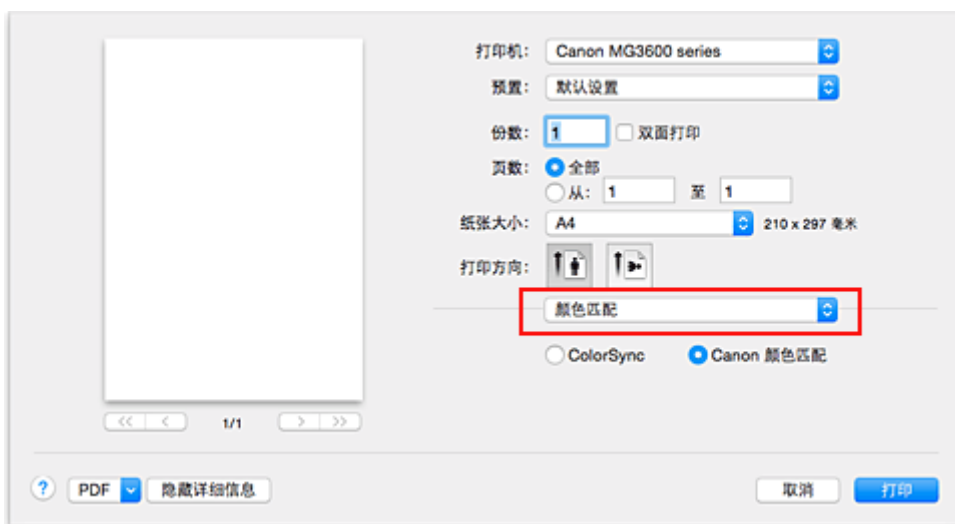 打印机: Canon MG3600 series
预置: 默认设置
份数: 1 双面打印
页数: 全部
从: 1 至 1
纸张大小: A4 210 x 297 毫米
打印方向:
颜色匹配
ColorSync Canon 颜色匹配
<< < 1/1 > >>
? PDF 隐藏详细信息 取消 打印